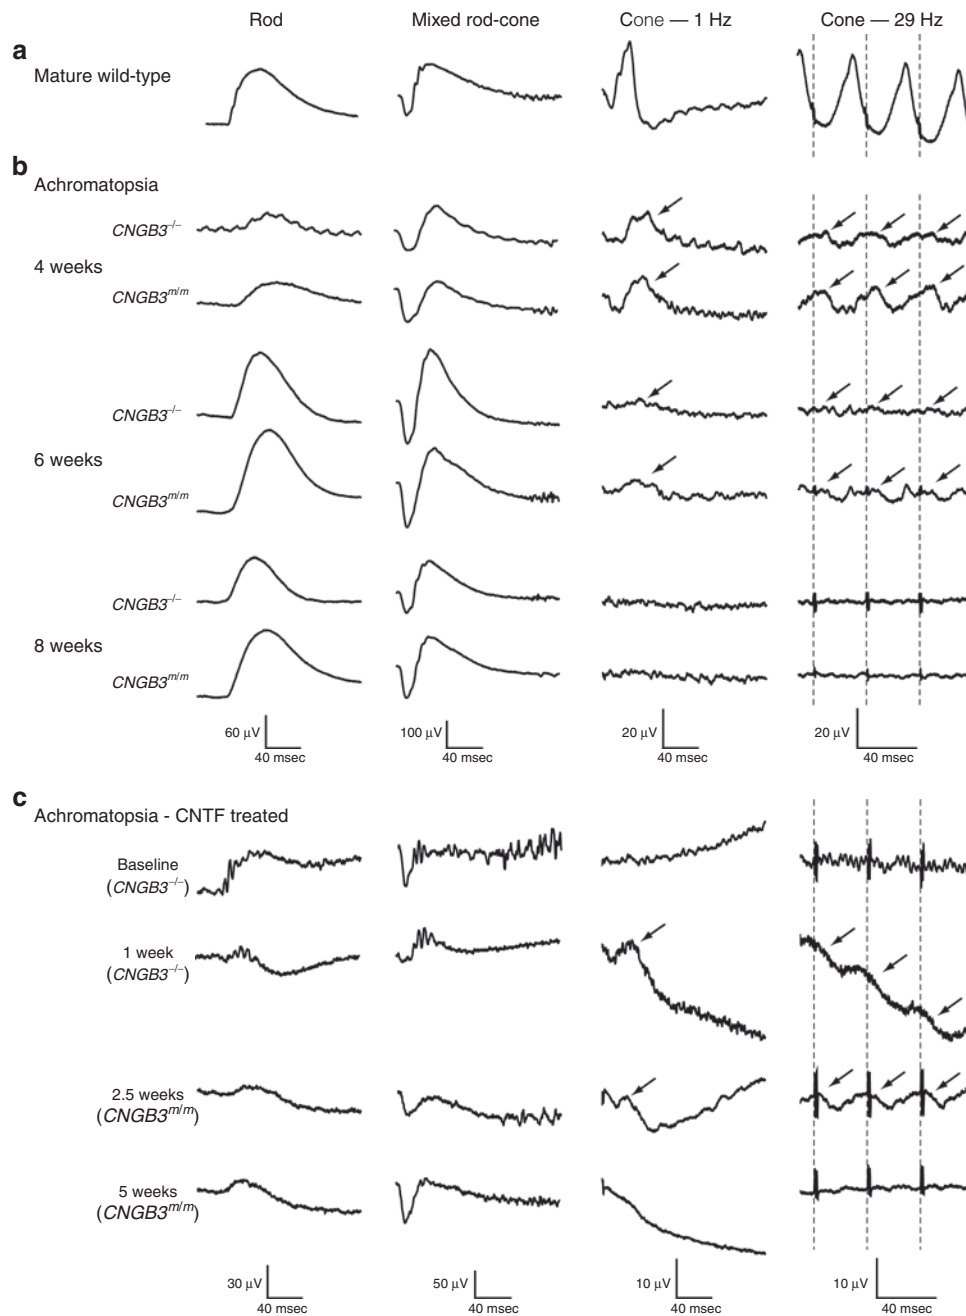 Rod Mixed rod-cone Cone — 1 Hz Cone — 29 Hz
a
Mature wild-type
b
Achromatopsia
CNGB3−/−
4 weeks
CNGB3m/m
CNGB3−/−
6 weeks
CNGB3m/m
CNGB3−/−
8 weeks
CNGB3m/m
60 µV 100 µV 20 µV 20 µV
40 msec 40 msec 40 msec 40 msec
c
Achromatopsia - CNTF treated
Baseline
(CNGB3−/−)
1 week
(CNGB3−/−)
2.5 weeks
(CNGB3m/m)
5 weeks
(CNGB3m/m)
30 µV 50 µV 10 µV 10 µV
40 msec 40 msec 40 msec 40 msec